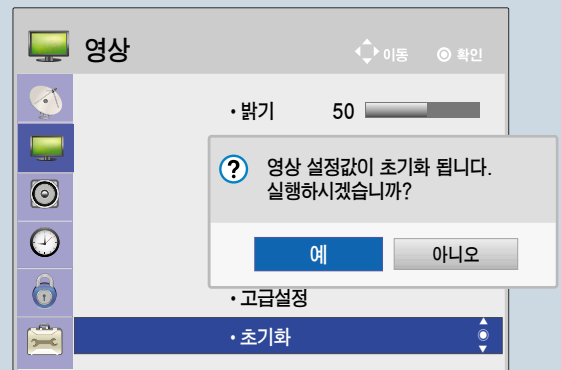 영상
이동 확인
• 밝기 50
영상 설정값이 초기화 됩니다.
실행하시겠습니까?
예 아니오
• 고급설정
• 초기화